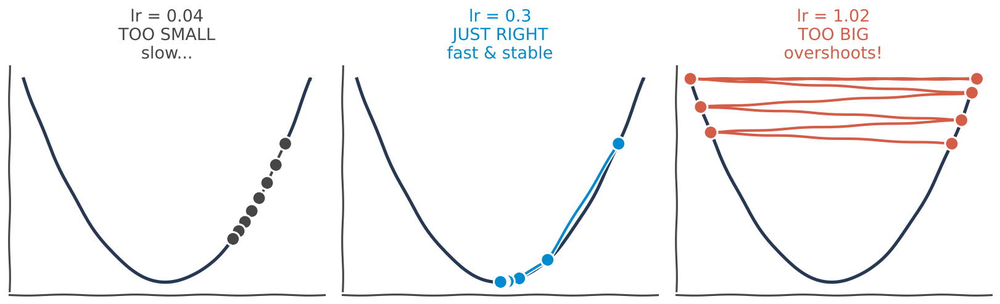 lr = 0.04
TOO SMALL
slow...
lr = 0.3
JUST RIGHT
fast & stable
lr = 1.02
TOO BIG
overshoots!